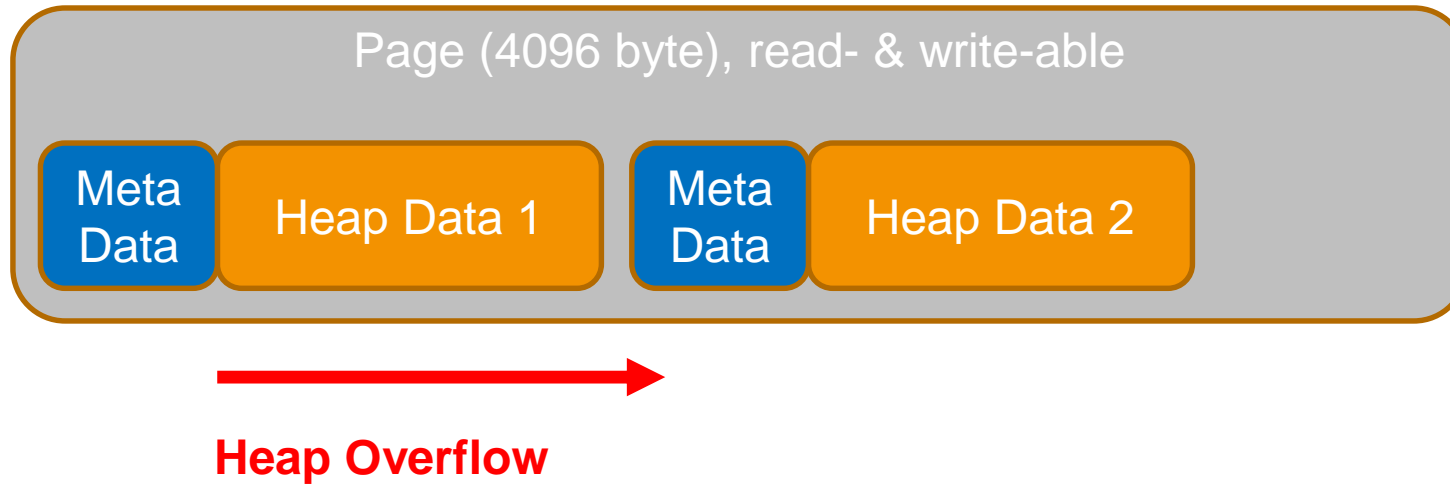 Page (4096 byte), read- & write-able
Meta
Data
Heap Data 1
Meta
Data
Heap Data 2
Heap Overflow